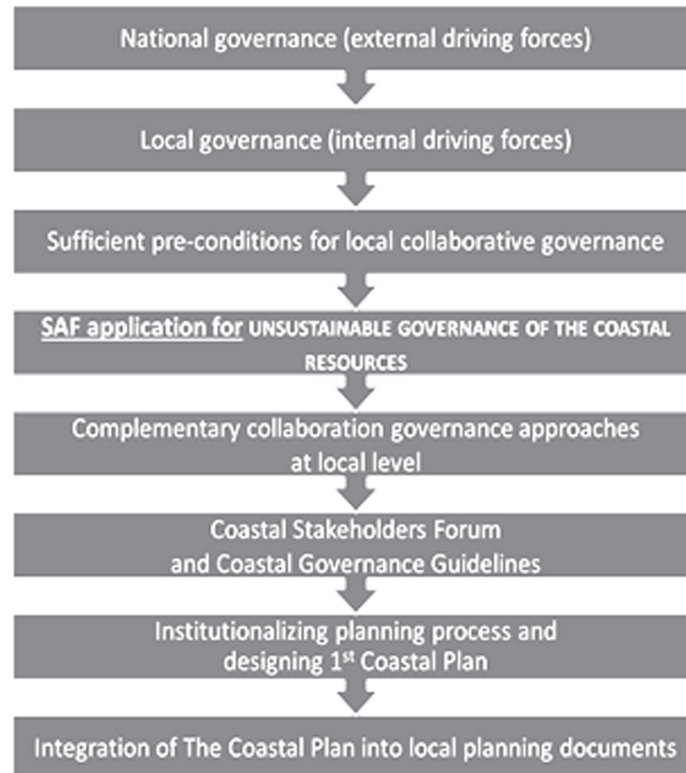 National governance (external driving forces)
Local governance (internal driving forces)
Sufficient pre-conditions for local collaborative governance
SAF application for UNSUSTAINABLE GOVERNANCE OF THE COASTAL
RESOURCES
Complementary collaboration governance approaches
at local level
Coastal Stakeholders Forum
and Coastal Governance Guidelines
Institutionalizing planning process and
designing 1st Coastal Plan
Integration of The Coastal Plan into local planning documents